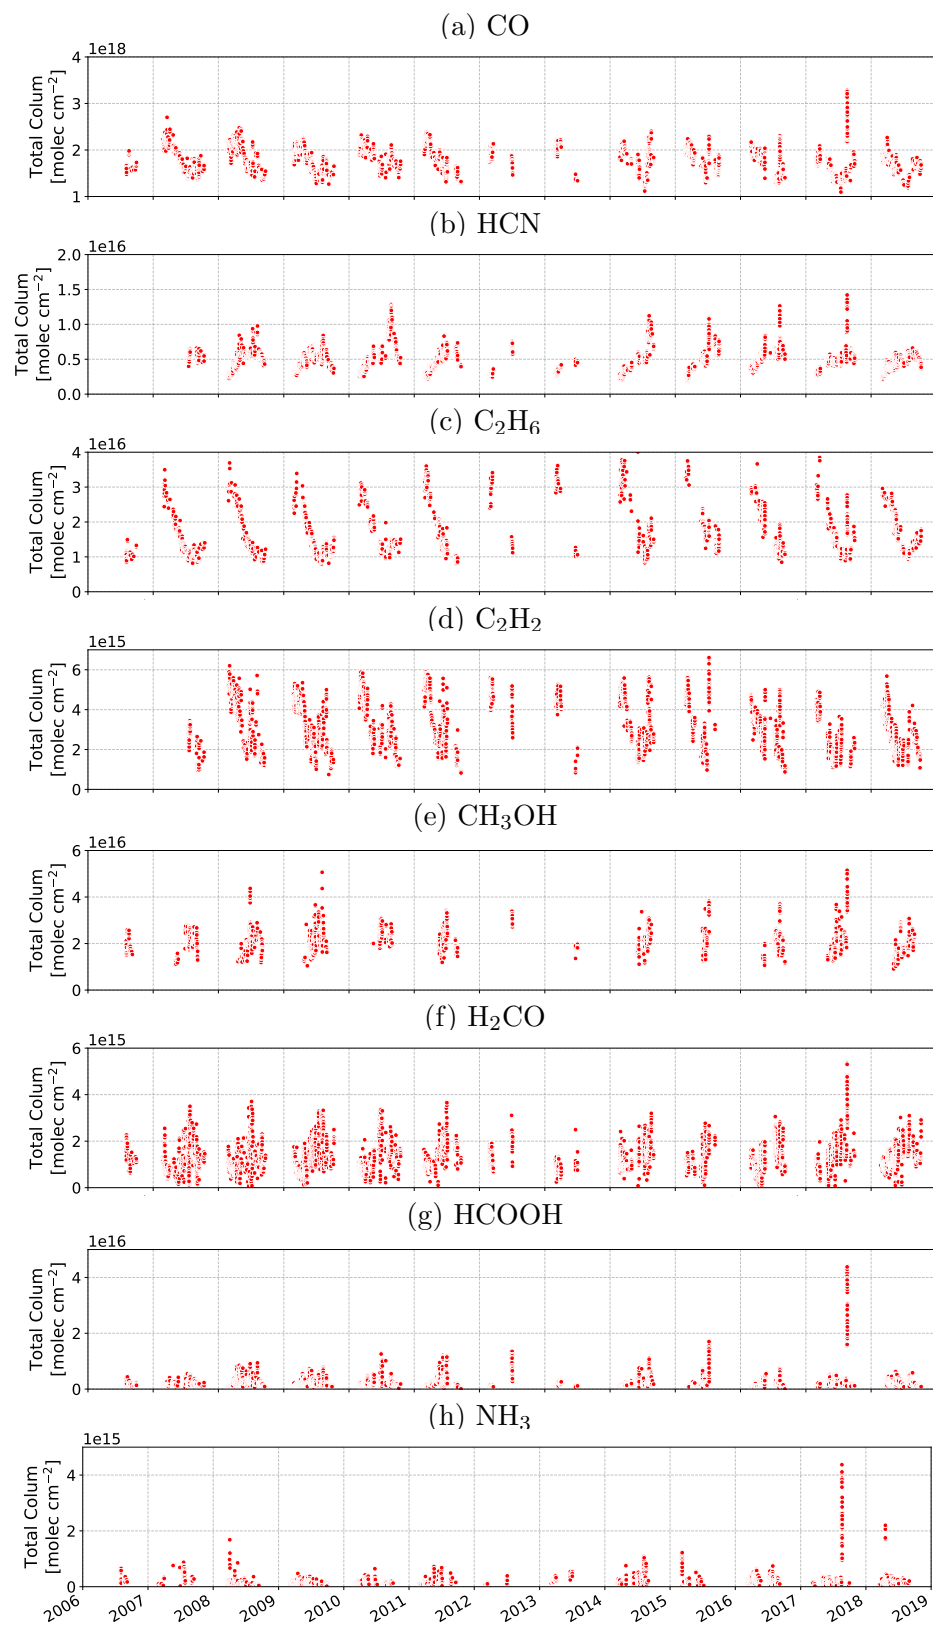 (a) CO
1e18
4
3
2
1
Total Colum
[molec cm⁻²]
(b) HCN
1e16
2.0
1.5
1.0
0.5
0.0
Total Colum
[molec cm⁻²]
(c) C₂H₆
1e16
4
3
2
1
0
Total Colum
[molec cm⁻²]
(d) C₂H₂
1e15
6
4
2
0
Total Colum
[molec cm⁻²]
(e) CH₃OH
1e16
6
4
2
0
Total Colum
[molec cm⁻²]
(f) H₂CO
1e15
6
4
2
0
Total Colum
[molec cm⁻²]
(g) HCOOH
1e16
4
2
0
Total Colum
[molec cm⁻²]
(h) NH₃
1e15
4
2
0
Total Colum
[molec cm⁻²]
2006 2007 2008 2009 2010 2011 2012 2013 2014 2015 2016 2017 2018 2019